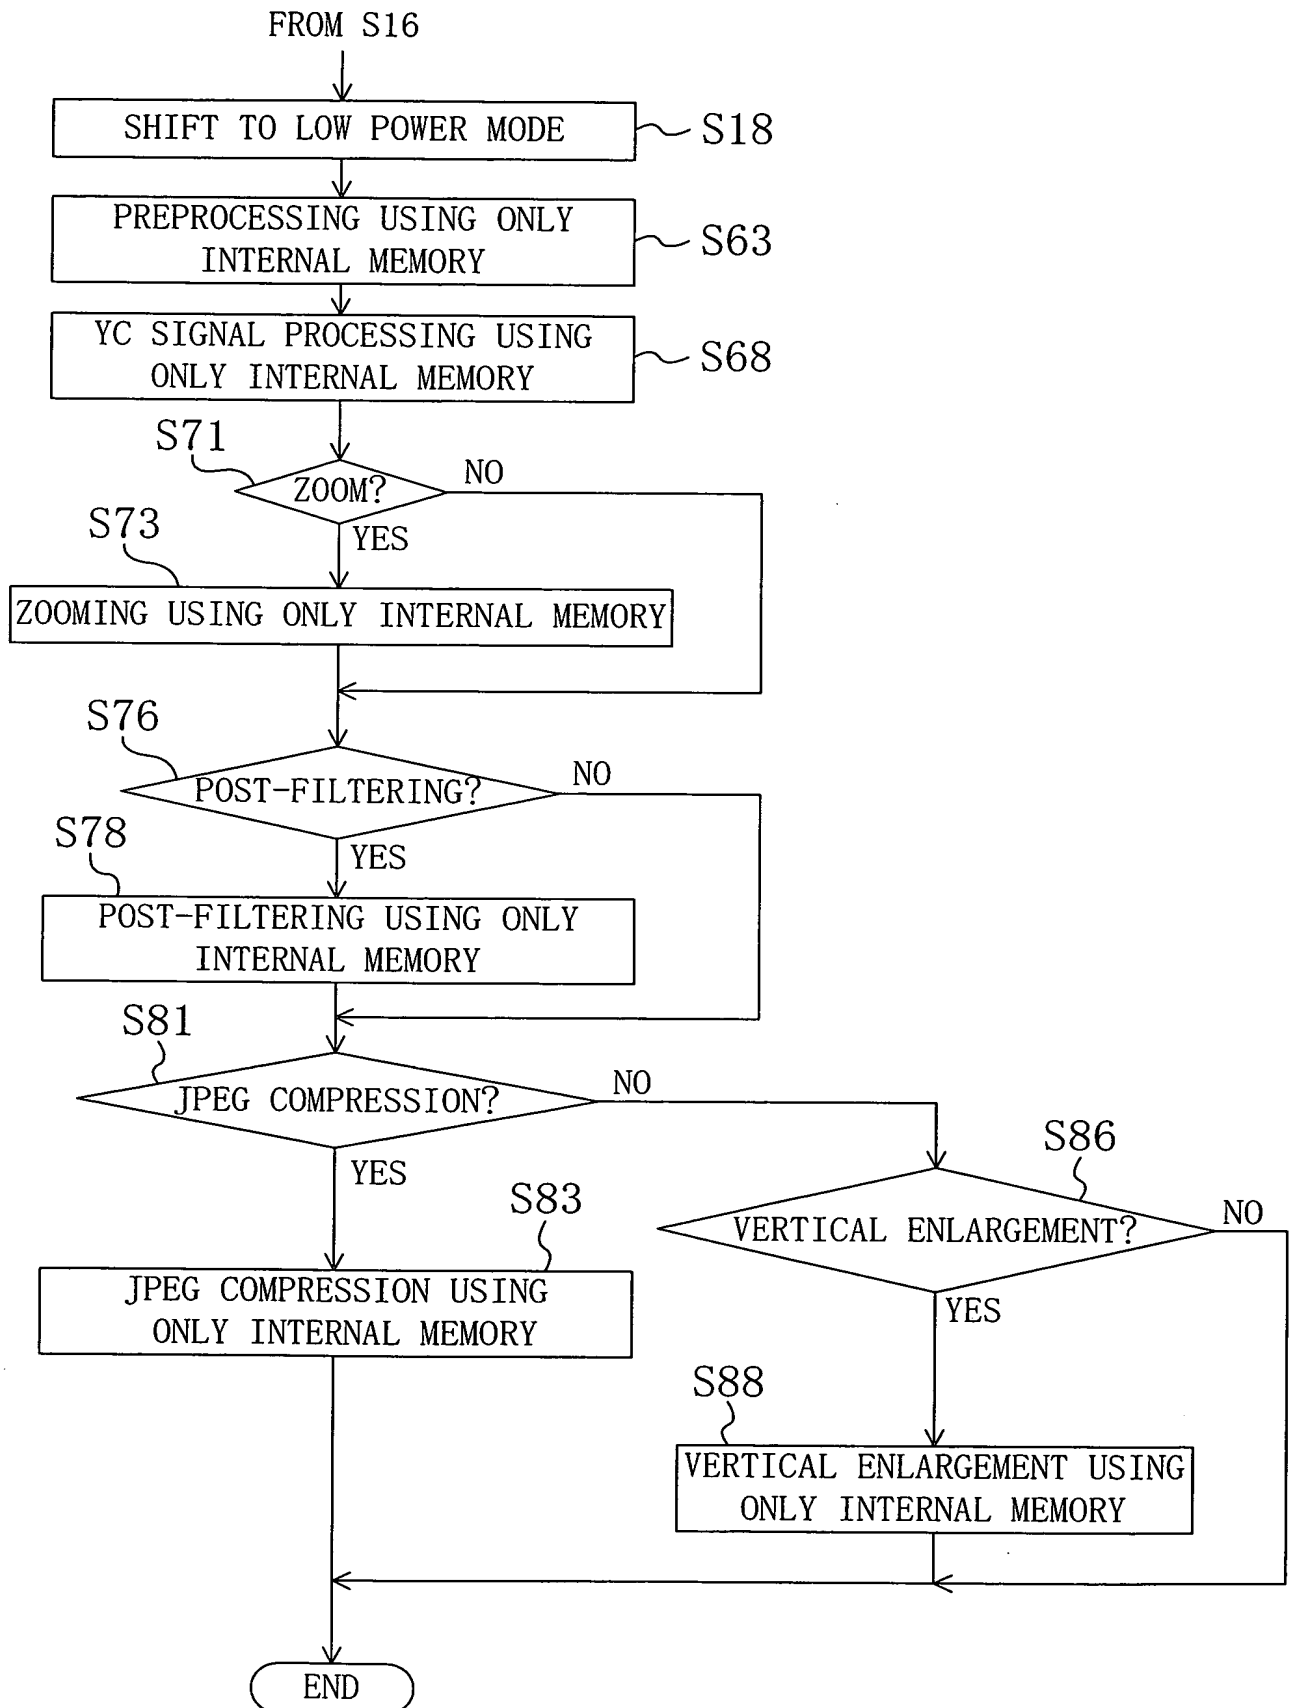 FROM S16
SHIFT TO LOW POWER MODE
S18
PREPROCESSING USING ONLY
INTERNAL MEMORY
S63
YC SIGNAL PROCESSING USING
ONLY INTERNAL MEMORY
S68
S71
ZOOM?
NO
YES
S73
ZOOMING USING ONLY INTERNAL MEMORY
S76
POST-FILTERING?
NO
YES
S78
POST-FILTERING USING ONLY
INTERNAL MEMORY
S81
JPEG COMPRESSION?
NO
YES
S86
VERTICAL ENLARGEMENT?
NO
YES
S83
JPEG COMPRESSION USING
ONLY INTERNAL MEMORY
S88
VERTICAL ENLARGEMENT USING
ONLY INTERNAL MEMORY
END